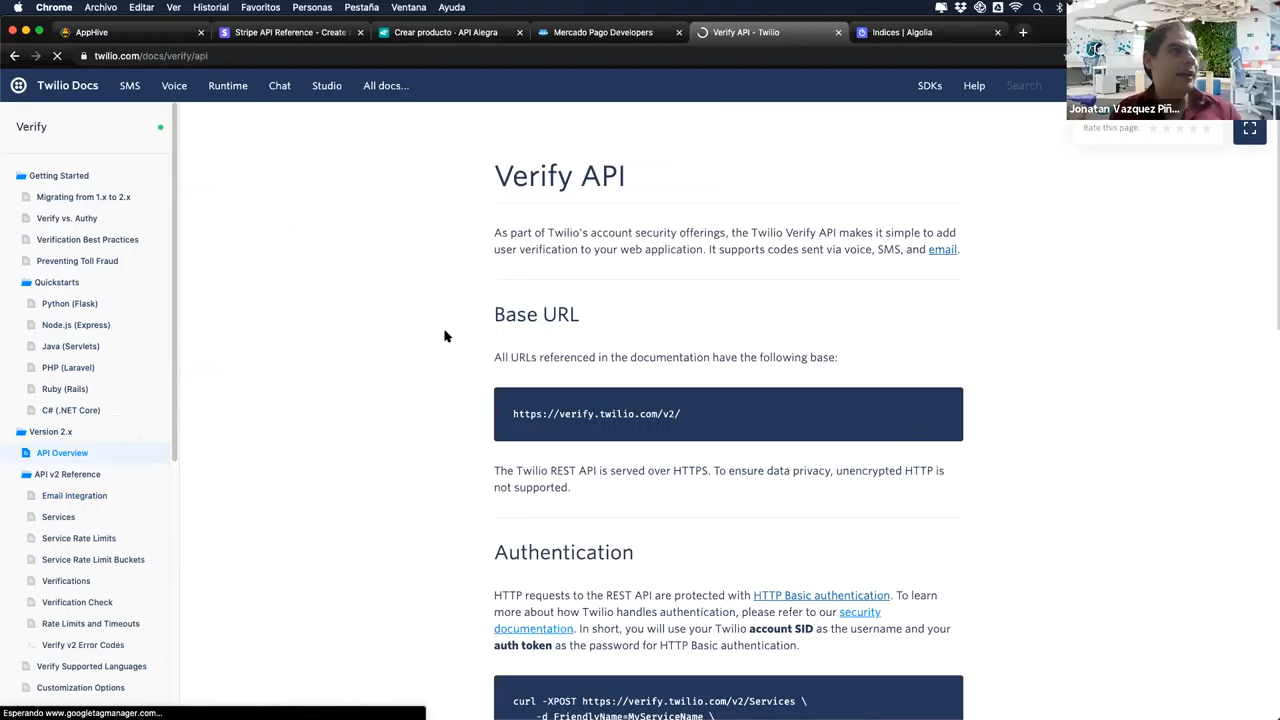 Chrome Archivo Editar Ver Historial Favoritos Personas Pestaña Ventana Ayuda
AppHive
Stripe API Reference - Create
Crear producto - API Alegra
Mercado Pago Developers
Verify API - Twilio
Indices | Algolia
twilio.com/docs/verify/api
Twilio Docs SMS Voice Runtime Chat Studio All docs... SDKs Help Search
Jonatan Vazquez Piñ...
Rate this page:
Verify
Getting Started
Migrating from 1.x to 2.x
Verify vs. Authy
Verification Best Practices
Preventing Toll Fraud
Quickstarts
Python (Flask)
Node.js (Express)
Java (Servlets)
PHP (Laravel)
Ruby (Rails)
C# (.NET Core)
Version 2.x
API Overview
API v2 Reference
Email Integration
Services
Service Rate Limits
Service Rate Limit Buckets
Verifications
Verification Check
Rate Limits and Timeouts
Verify v2 Error Codes
Verify Supported Languages
Customization Options
Verify API
As part of Twilio's account security offerings, the Twilio Verify API makes it simple to add
user verification to your web application. It supports codes sent via voice, SMS, and email.
Base URL
All URLs referenced in the documentation have the following base:
https://verify.twilio.com/v2/
The Twilio REST API is served over HTTPS. To ensure data privacy, unencrypted HTTP is
not supported.
Authentication
HTTP requests to the REST API are protected with HTTP Basic authentication. To learn
more about how Twilio handles authentication, please refer to our security
documentation. In short, you will use your Twilio account SID as the username and your
auth token as the password for HTTP Basic authentication.
curl -XPOST https://verify.twilio.com/v2/Services \
-d FriendlyName=MyServiceName \
Esperando www.googletagmanager.com...